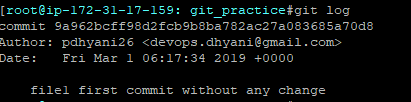 [root@ip-172-31-17-159: git_practice#git log
commit 9a962bcff98d2fcb9b8ba782ac27a083685a70d8
Author: pdhyani26 <devops.dhyani@gmail.com>
Date:   Fri Mar 1 06:17:34 2019 +0000
    file1 first commit without any change